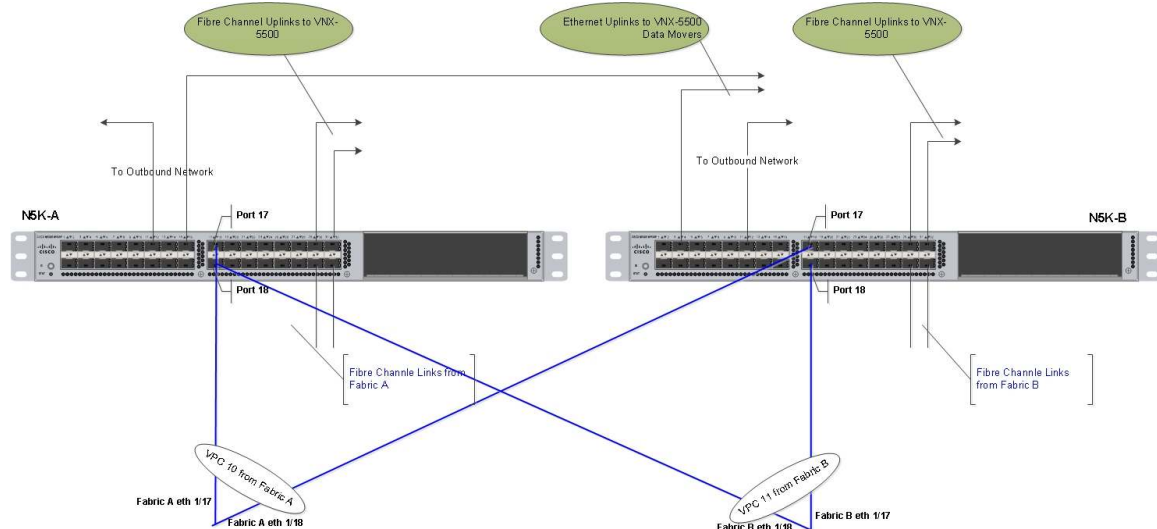 Fibre Channel Uplinks to VNX-
5500
Ethernet Uplinks to VNX-5500
Data Movers
Fibre Channel Uplinks to VNX-
5500
To Outbound Network
To Outbound Network
N5K-A
Port 17
Port 17
N5K-B
CISCO
CISCO
Port 18
Port 18
Fibre Channle Links from
Fabric A
Fibre Channle Links
from Fabric B
VPC 10 from Fabric A
VPC 11 from Fabric B
Fabric A eth 1/17
Fabric A eth 1/18
Fabric B eth 1/18
Fabric B eth 1/17